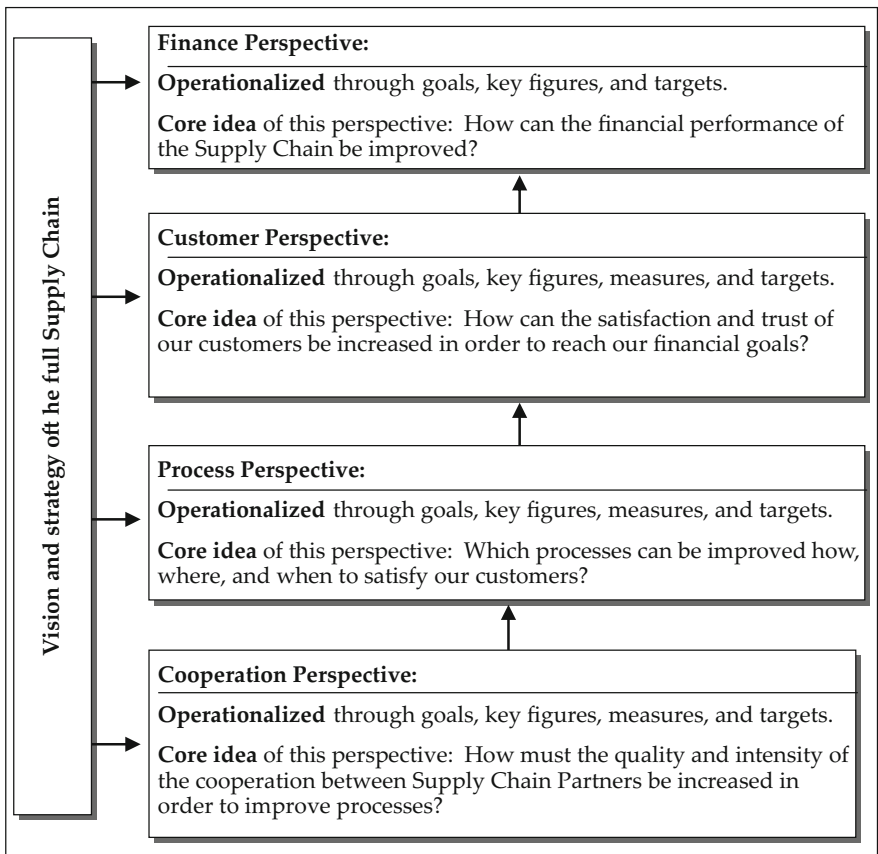 Vision and strategy oft he full Supply Chain
Finance Perspective:
Operationalized through goals, key figures, and targets.
Core idea of this perspective: How can the financial performance of
the Supply Chain be improved?
Customer Perspective:
Operationalized through goals, key figures, measures, and targets.
Core idea of this perspective: How can the satisfaction and trust of
our customers be increased in order to reach our financial goals?
Process Perspective:
Operationalized through goals, key figures, measures, and targets.
Core idea of this perspective: Which processes can be improved how,
where, and when to satisfy our customers?
Cooperation Perspective:
Operationalized through goals, key figures, measures, and targets.
Core idea of this perspective: How must the quality and intensity of
the cooperation between Supply Chain Partners be increased in
order to improve processes?